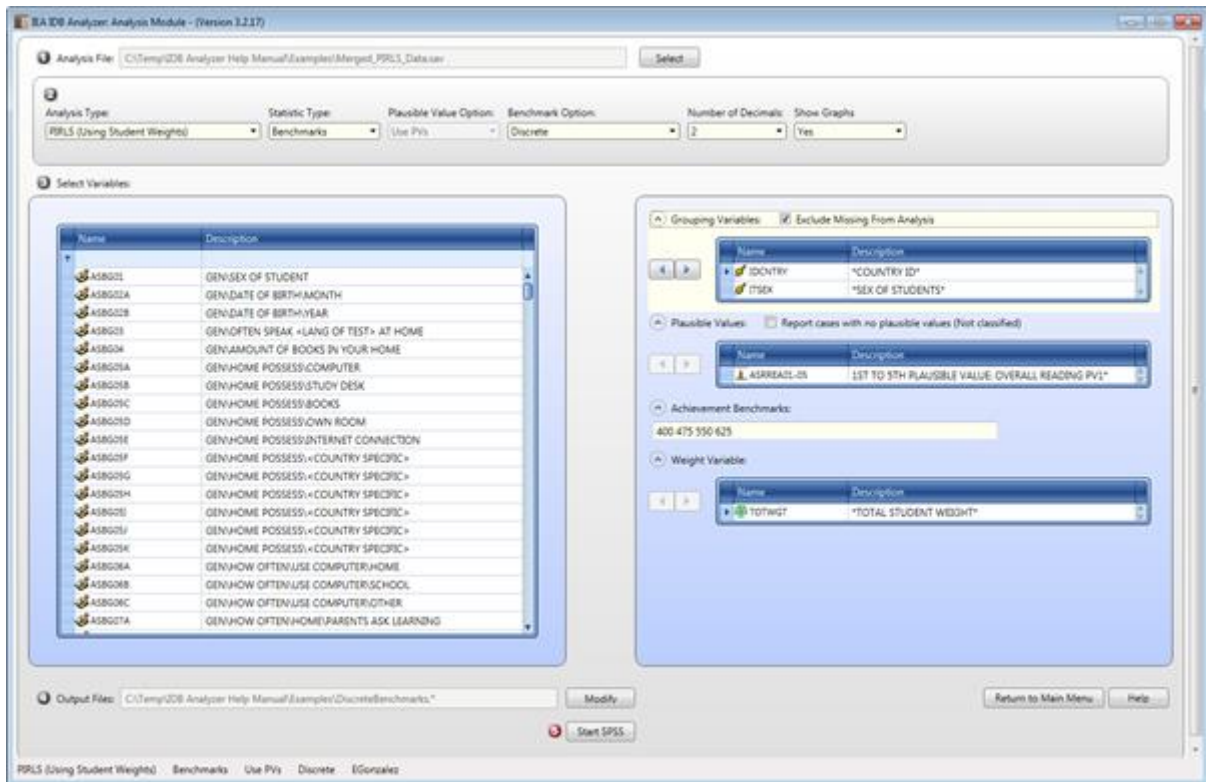 IEA IDB Analyzer: Analysis Module - (Version 3.2.17)
Analysis File: C:\Temp\IDB Analyzer Help Manual\Examples\Merged_PIRLS_Data.sav Select
Analysis Type: Statistic Type: Plausible Value Option: Benchmark Option: Number of Decimals: Show Graphs
PIRLS (Using Student Weights) Benchmarks Use PVs Discrete 2 Yes
Select Variables:
Name Description
ASBG01 GEN\SEX OF STUDENT
ASBG02A GEN\DATE OF BIRTH\MONTH
ASBG02B GEN\DATE OF BIRTH\YEAR
ASBG03 GEN\OFTEN SPEAK <LANG OF TEST> AT HOME
ASBG04 GEN\AMOUNT OF BOOKS IN YOUR HOME
ASBG05A GEN\HOME POSSESS\COMPUTER
ASBG05B GEN\HOME POSSESS\STUDY DESK
ASBG05C GEN\HOME POSSESS\BOOKS
ASBG05D GEN\HOME POSSESS\OWN ROOM
ASBG05E GEN\HOME POSSESS\INTERNET CONNECTION
ASBG05F GEN\HOME POSSESS\<COUNTRY SPECIFIC>
ASBG05G GEN\HOME POSSESS\<COUNTRY SPECIFIC>
ASBG05H GEN\HOME POSSESS\<COUNTRY SPECIFIC>
ASBG05I GEN\HOME POSSESS\<COUNTRY SPECIFIC>
ASBG05J GEN\HOME POSSESS\<COUNTRY SPECIFIC>
ASBG05K GEN\HOME POSSESS\<COUNTRY SPECIFIC>
ASBG06A GEN\HOW OFTEN\USE COMPUTER\HOME
ASBG06B GEN\HOW OFTEN\USE COMPUTER\SCHOOL
ASBG06C GEN\HOW OFTEN\USE COMPUTER\OTHER
ASBG07A GEN\HOW OFTEN\HOME\PARENTS ASK LEARNING
Grouping Variables: Exclude Missing From Analysis
Name Description
IDCNTRY *COUNTRY ID*
ITSEX *SEX OF STUDENTS*
Plausible Values: Report cases with no plausible values (Not classified)
Name Description
ASRREA01-05 1ST TO 5TH PLAUSIBLE VALUE: OVERALL READING PV1*
Achievement Benchmarks:
400 475 550 625
Weight Variable:
Name Description
TOTWGT *TOTAL STUDENT WEIGHT*
Output Files: C:\Temp\IDB Analyzer Help Manual\Examples\DiscreteBenchmarks.* Modify Return to Main Menu Help
Start SPSS
PIRLS (Using Student Weights) Benchmarks Use PVs Discrete EGonzalez